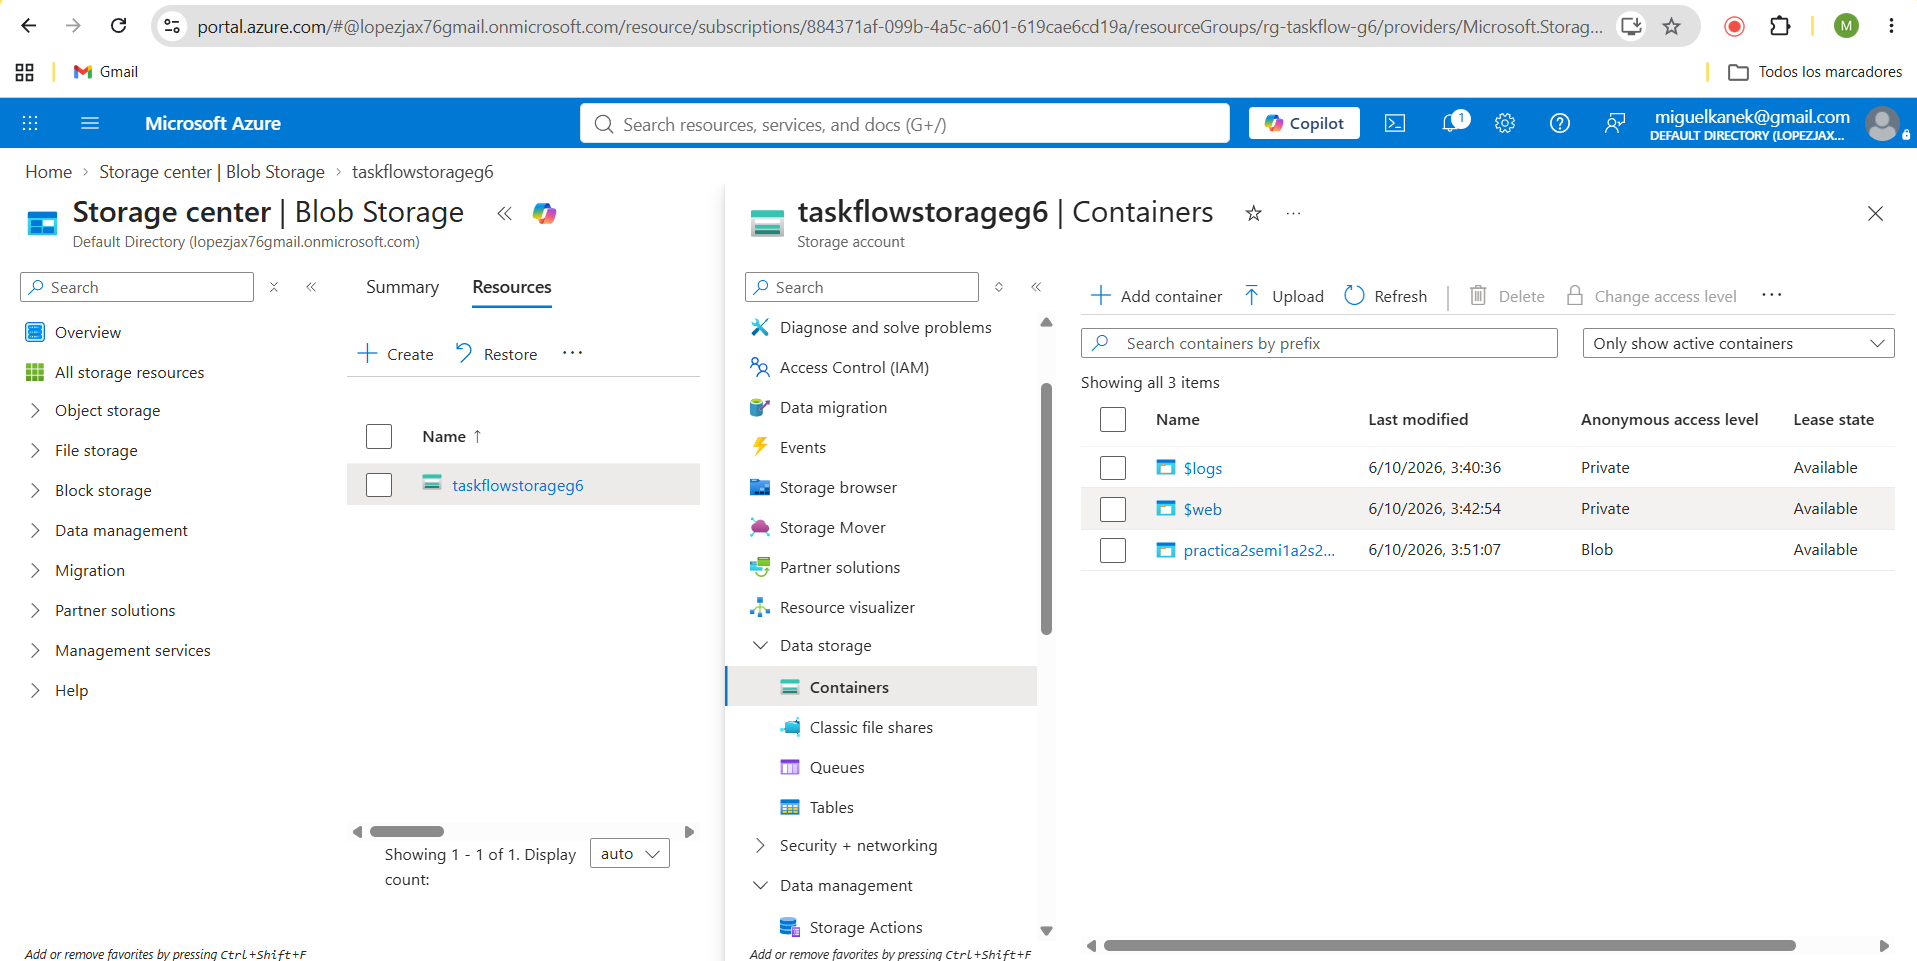 portal.azure.com/#@lopezjax76gmail.onmicrosoft.com/resource/subscriptions/884371af-099b-4a5c-a601-619cae6cd19a/resourceGroups/rg-taskflow-g6/providers/Microsoft.Storag...
M
Gmail
Todos los marcadores
Microsoft Azure
Search resources, services, and docs (G+/)
Copilot
1
miguelkanek@gmail.com
DEFAULT DIRECTORY (LOPEZJAX...
Home > Storage center | Blob Storage > taskflowstorageg6
Storage center | Blob Storage
Default Directory (lopezjax76gmail.onmicrosoft.com)
Search
Overview
All storage resources
Object storage
File storage
Block storage
Data management
Migration
Partner solutions
Management services
Help
Add or remove favorites by pressing Ctrl+Shift+F
Summary
Resources
Create
Restore
...
Name ↑
taskflowstorageg6
Showing 1 - 1 of 1. Display count:
auto
taskflowstorageg6 | Containers
...
Storage account
Search
Diagnose and solve problems
Access Control (IAM)
Data migration
Events
Storage browser
Storage Mover
Partner solutions
Resource visualizer
Data storage
Containers
Classic file shares
Queues
Tables
Security + networking
Data management
Storage Actions
Add or remove favorites by pressing Ctrl+Shift+F
Add container
Upload
Refresh
Delete
Change access level
...
Search containers by prefix
Only show active containers
Showing all 3 items
Name Last modified Anonymous access level Lease state
$logs 6/10/2026, 3:40:36 Private Available
$web 6/10/2026, 3:42:54 Private Available
practica2semi1a2s2... 6/10/2026, 3:51:07 Blob Available